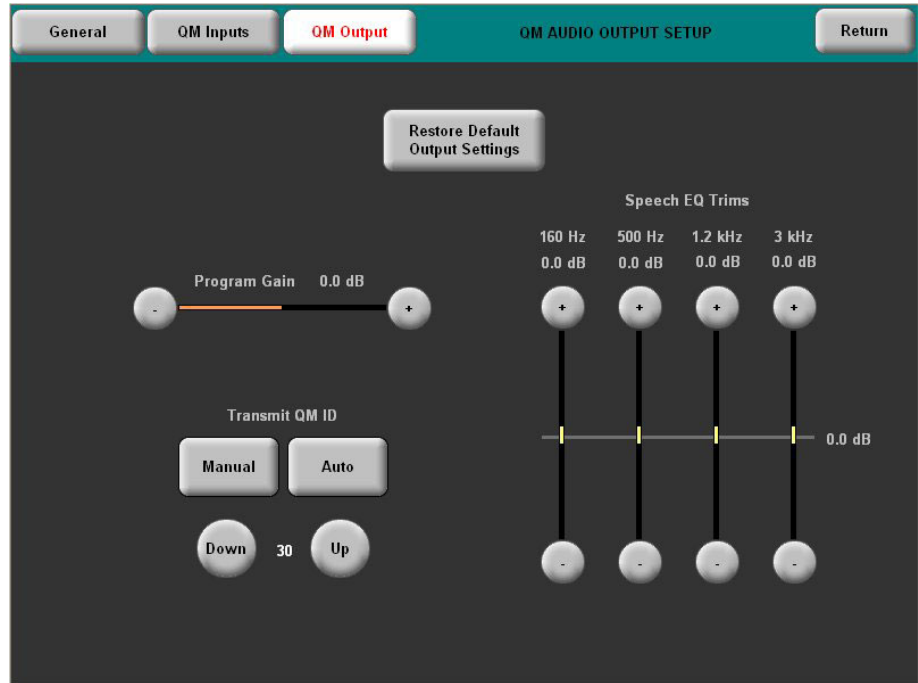 General
QM Inputs
QM Output
QM AUDIO OUTPUT SETUP
Return
Restore Default
Output Settings
Speech EQ Trims
160 Hz 500 Hz 1.2 kHz 3 kHz
0.0 dB 0.0 dB 0.0 dB 0.0 dB
Program Gain 0.0 dB
- +
+ + + +
0.0 dB
Transmit QM ID
Manual Auto
Down 30 Up
- - - -